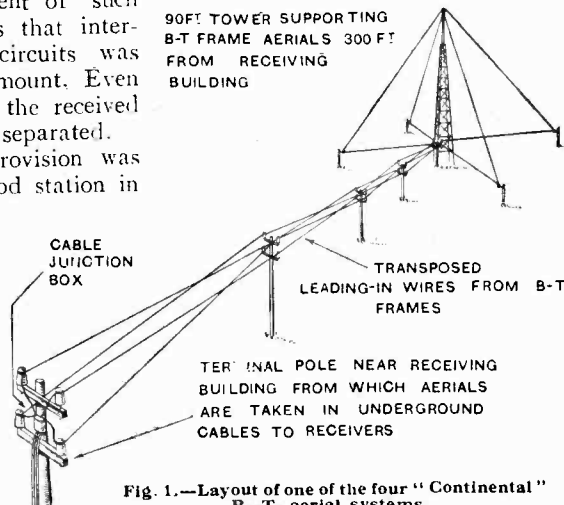 ent of such
s that inter-
circuits was
mount. Even
the received
separated.
rovision was
od station in
90FT TOWER SUPPORTING
B-T FRAME AERIALS 300 FT
FROM RECEIVING
BUILDING
CABLE
JUNCTION
BOX
TRANSPOSED
LEADING-IN WIRES FROM B-T
FRAMES
TERMINAL POLE NEAR RECEIVING
BUILDING FROM WHICH AERIALS
ARE TAKEN IN UNDERGROUND
CABLES TO RECEIVERS
Fig. 1.—Layout of one of the four “ Continental ”
B-T aerial systems